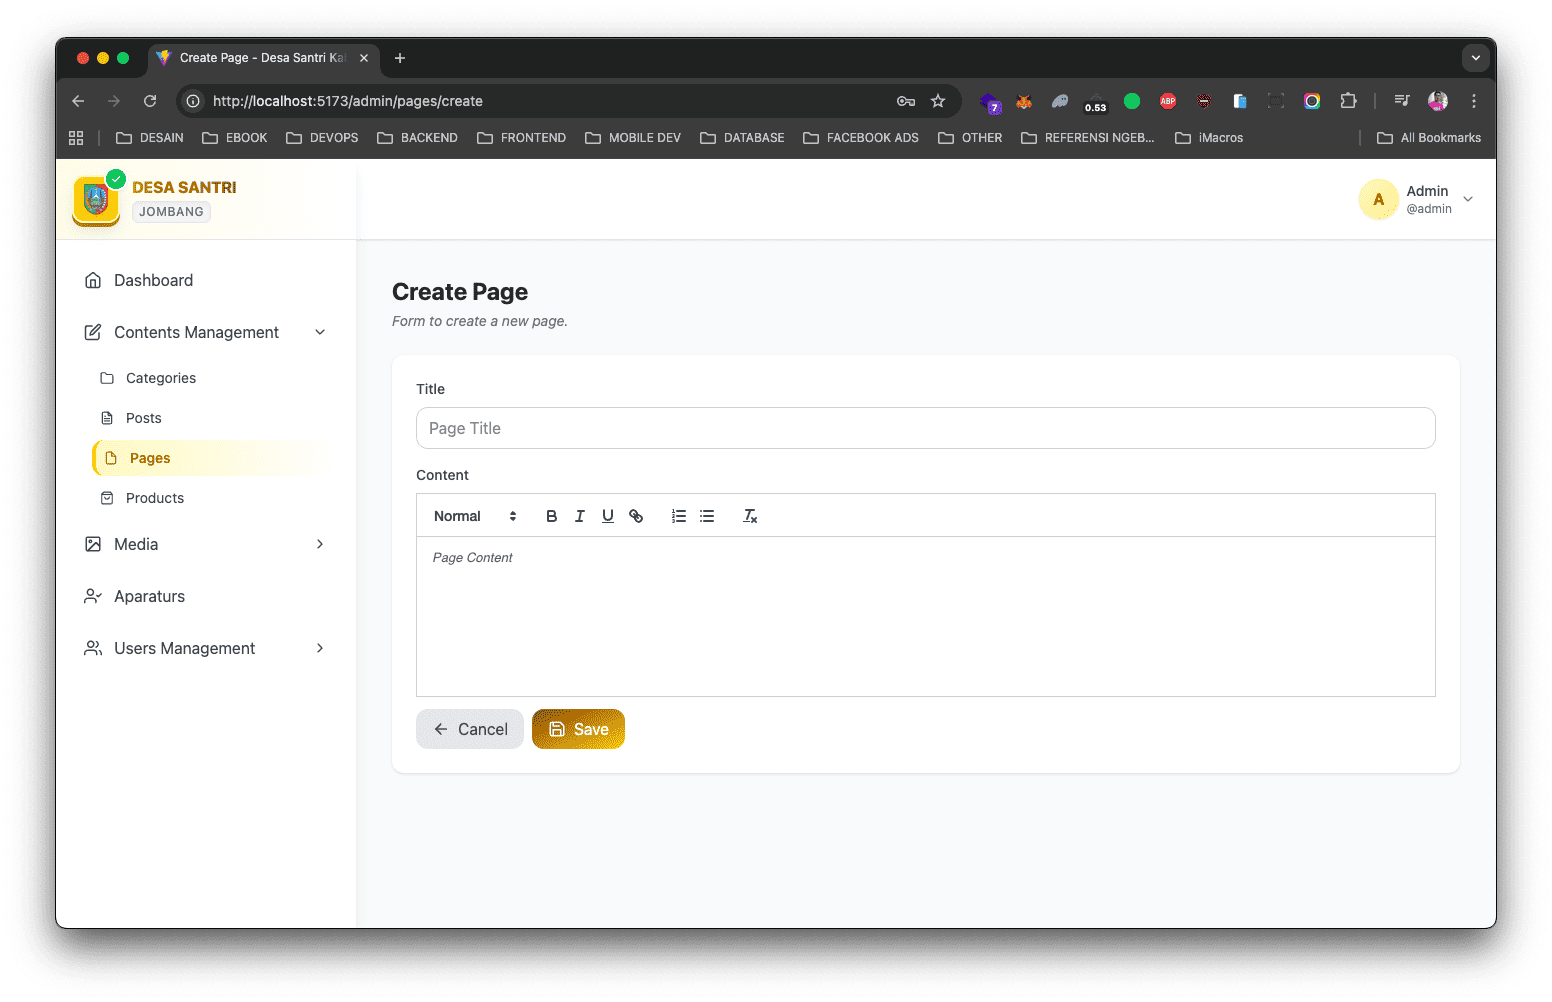 Create Page - Desa Santri Ka
http://localhost:5173/admin/pages/create
7
0.53
ABP
DESAIN
EBOOK
DEVOPS
BACKEND
FRONTEND
MOBILE DEV
DATABASE
FACEBOOK ADS
OTHER
REFERENSI NGEB...
iMacros
All Bookmarks
DESA SANTRI
JOMBANG
A
Admin
@admin
Dashboard
Contents Management
Categories
Posts
Pages
Products
Media
Aparaturs
Users Management
Create Page
Form to create a new page.
Title
Page Title
Content
Normal
B I U
Page Content
Cancel
Save